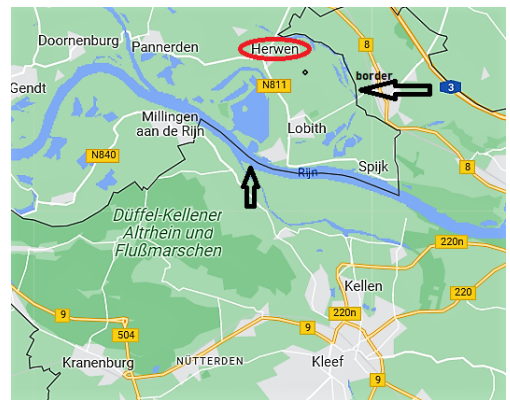 Doornenburg
Pannerden
Herwen
8
Gendt
N811
border
3
Millingen
aan de Rijn
Lobith
N840
Rijn
Spijk
8
Düffel-Kellener
Altrhein und
Flußmarschen
220n
Kellen
220
9
504
220n
9
Kranenburg
NÜTTERDEN
Kleef
9